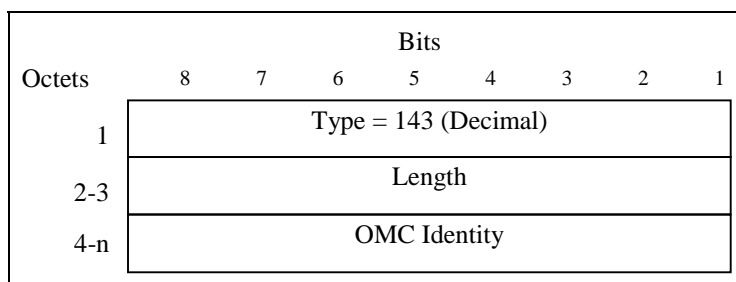 Bits
Octets 8 7 6 5 4 3 2 1
1 Type = 143 (Decimal)
2-3 Length
4-n OMC Identity